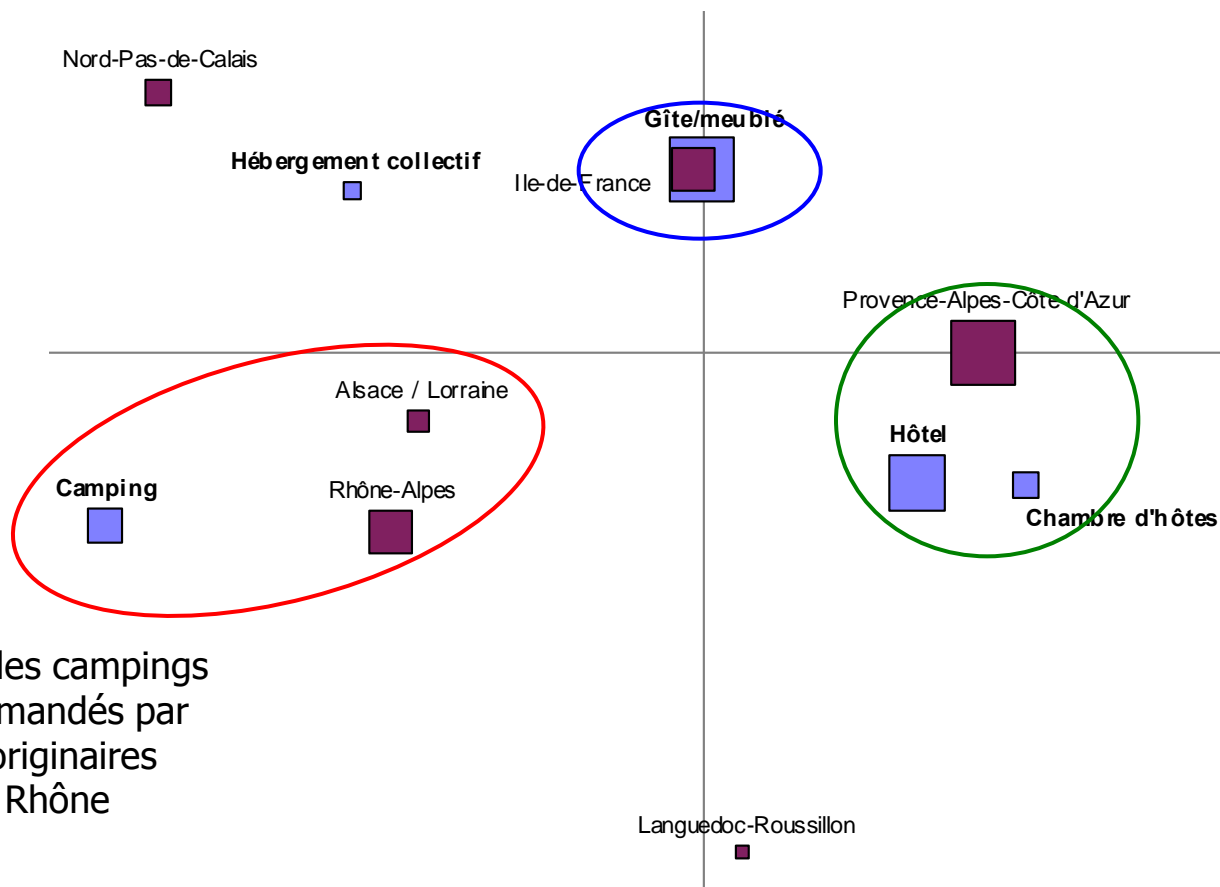 Nord-Pas-de-Calais
Gîte/meublé
Hébergement collectif
Ile-de-France
Provence-Alpes-Côte d'Azur
Alsace / Lorraine
Hôtel
Camping
Rhône-Alpes
Chambre d'hôtes
les campings
mandés par
originaires
Rhône
Languedoc-Roussillon